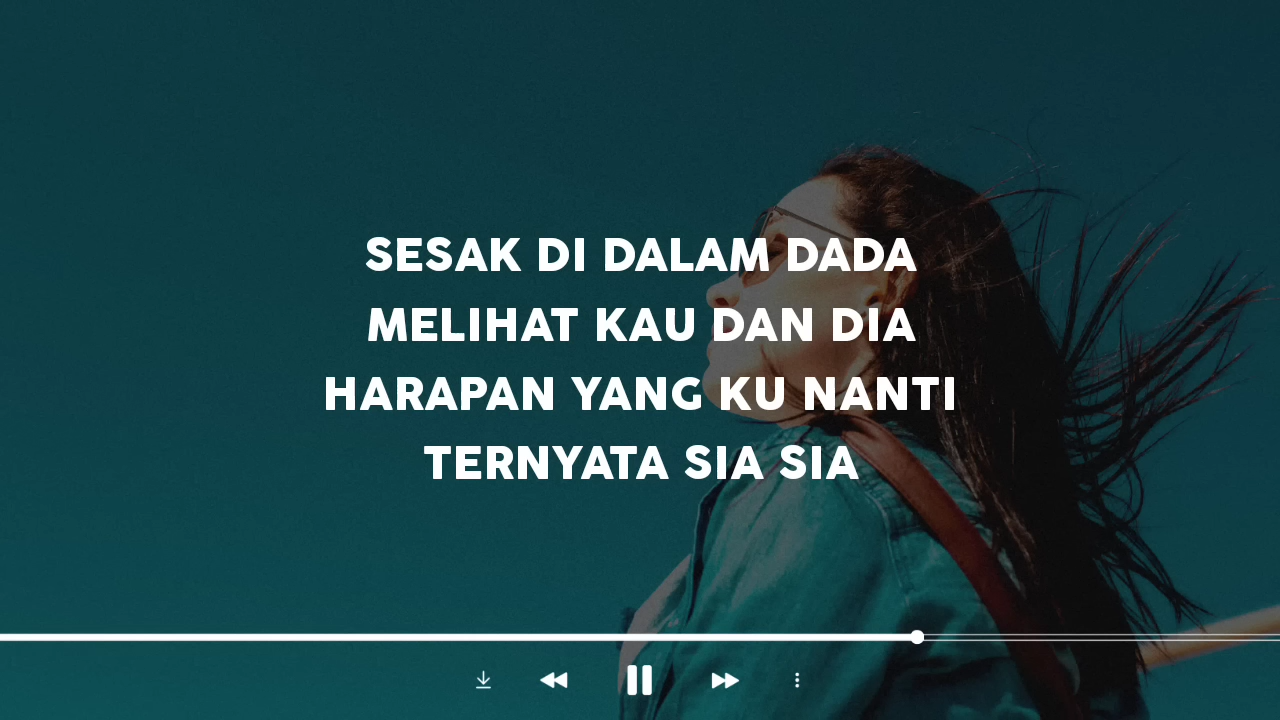 SESAK DI DALAM DADA
MELIHAT KAU DAN DIA
HARAPAN YANG KU NANTI
TERNYATA SIA SIA